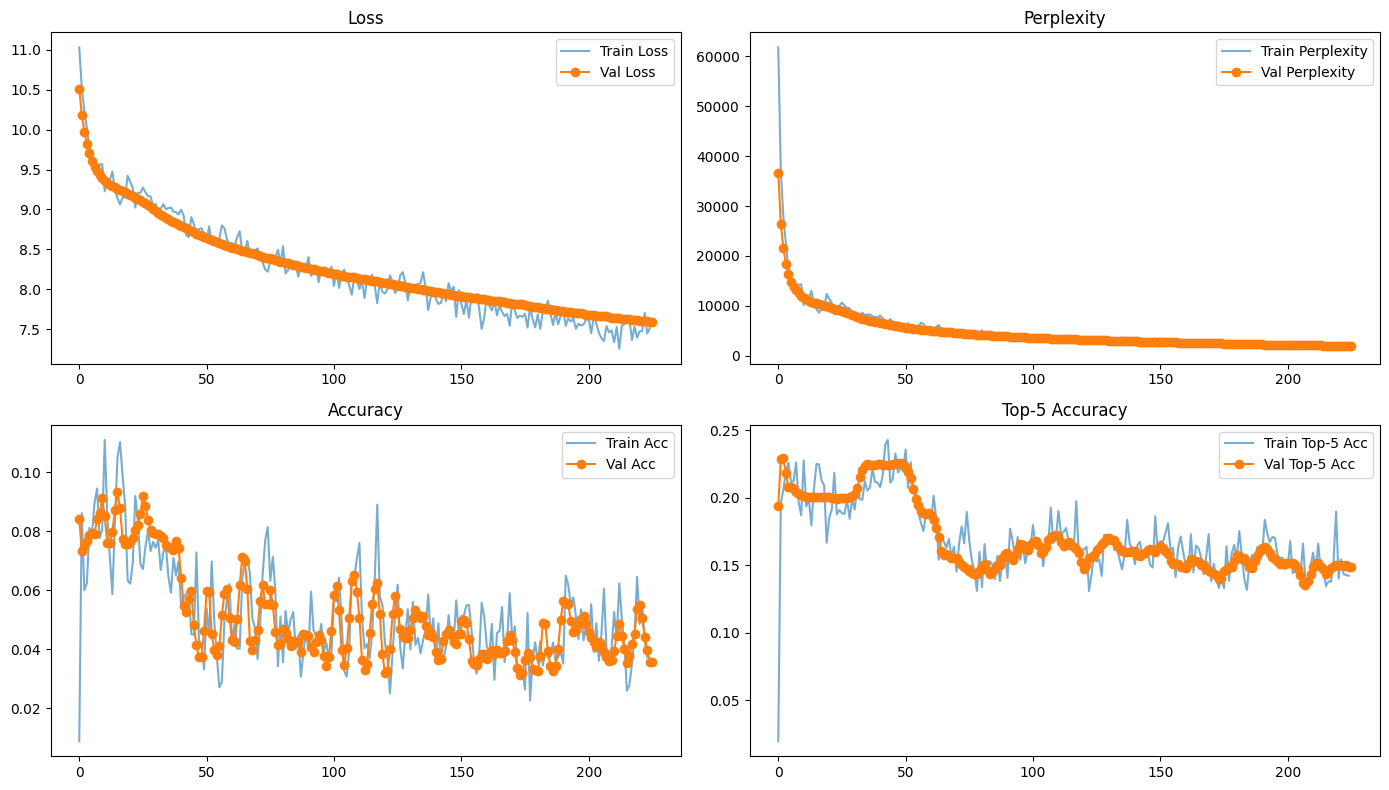 Loss
11.0
10.5
10.0
9.5
9.0
8.5
8.0
7.5
0 50 100 150 200
Train Loss
Val Loss
Perplexity
60000
50000
40000
30000
20000
10000
0
0 50 100 150 200
Train Perplexity
Val Perplexity
Accuracy
0.10
0.08
0.06
0.04
0.02
0 50 100 150 200
Train Acc
Val Acc
Top-5 Accuracy
0.25
0.20
0.15
0.10
0.05
0 50 100 150 200
Train Top-5 Acc
Val Top-5 Acc